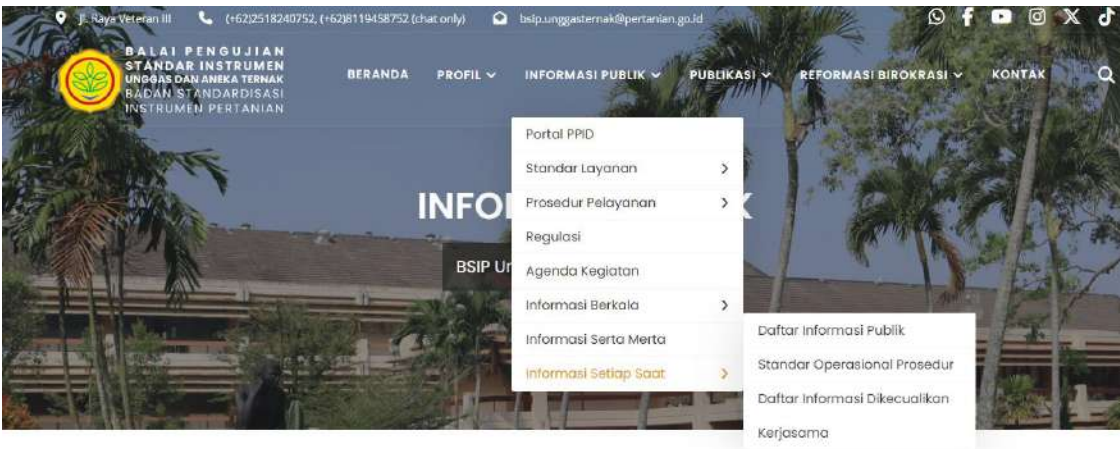 Jl. Raya Veteran III (+62)2518240752, (+62)8119458752 (chat only) bsip.unggasternak@pertanian.go.id
BALAI PENGUJIAN
STANDAR INSTRUMEN
UNGGAS DAN ANEKA TERNAK
BADAN STANDARDISASI
INSTRUMEN PERTANIAN
BERANDA PROFIL INFORMASI PUBLIK PUBLIKASI REFORMASI BIROKRASI KONTAK
INFO K
BSIP Un
Portal PPID
Standar Layanan
Prosedur Pelayanan
Regulasi
Agenda Kegiatan
Informasi Berkala
Informasi Serta Merta
Informasi Setiap Saat
Daftar Informasi Publik
Standar Operasional Prosedur
Daftar Informasi Dikecualikan
Kerjasama